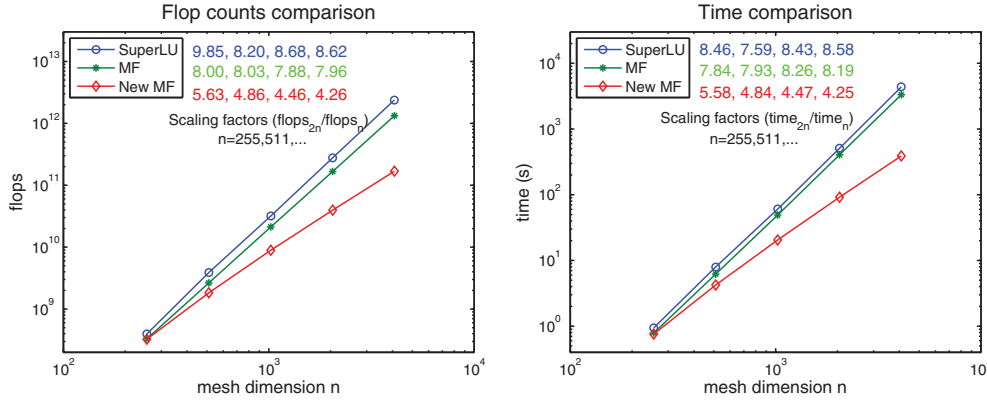 Flop counts comparison
SuperLU
MF
New MF
9.85, 8.20, 8.68, 8.62
8.00, 8.03, 7.88, 7.96
5.63, 4.86, 4.46, 4.26
Scaling factors (flops_2n/flops_n)
n=255,511,...
flops
10^13
10^12
10^11
10^10
10^9
10^2
10^3
10^4
mesh dimension n
Time comparison
SuperLU
MF
New MF
8.46, 7.59, 8.43, 8.58
7.84, 7.93, 8.26, 8.19
5.58, 4.84, 4.47, 4.25
Scaling factors (time_2n/time_n)
n=255,511,...
time (s)
10^4
10^3
10^2
10^1
10^0
10^2
10^3
10
mesh dimension n